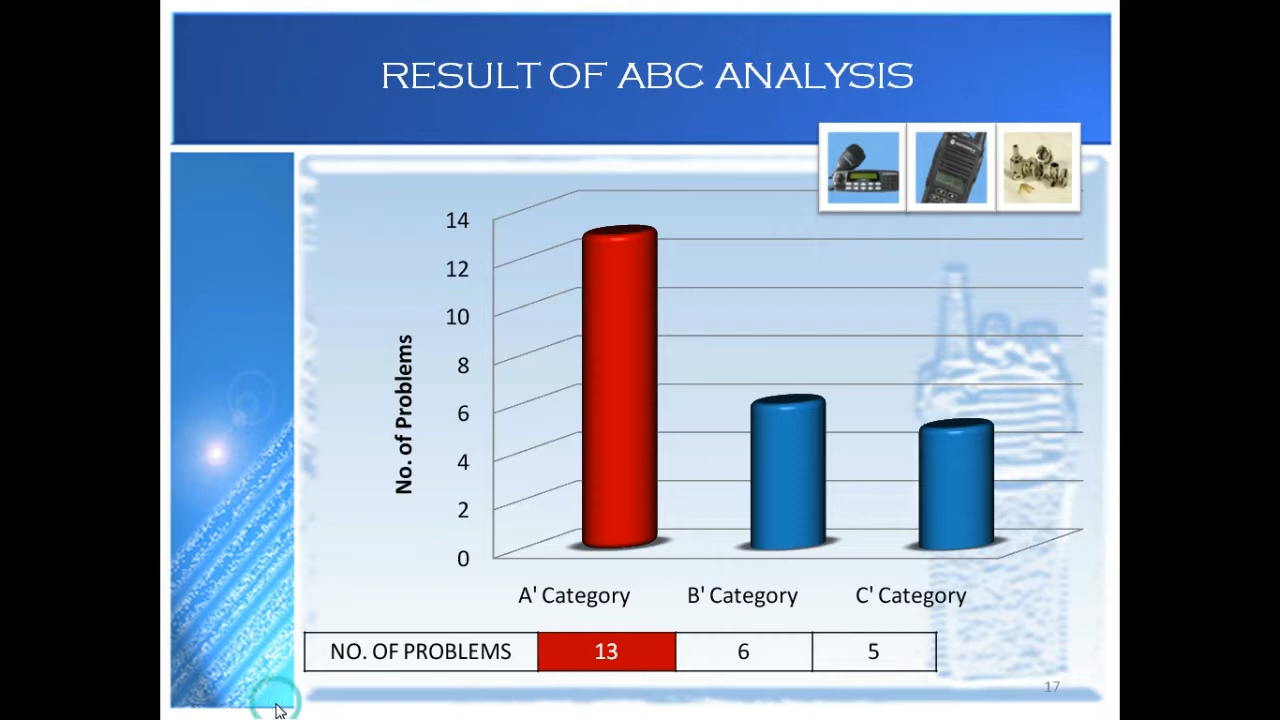 RESULT OF ABC ANALYSIS
14
12
10
8
6
4
2
0
No. of Problems
A' Category
B' Category
C' Category
NO. OF PROBLEMS 13 6 5
17